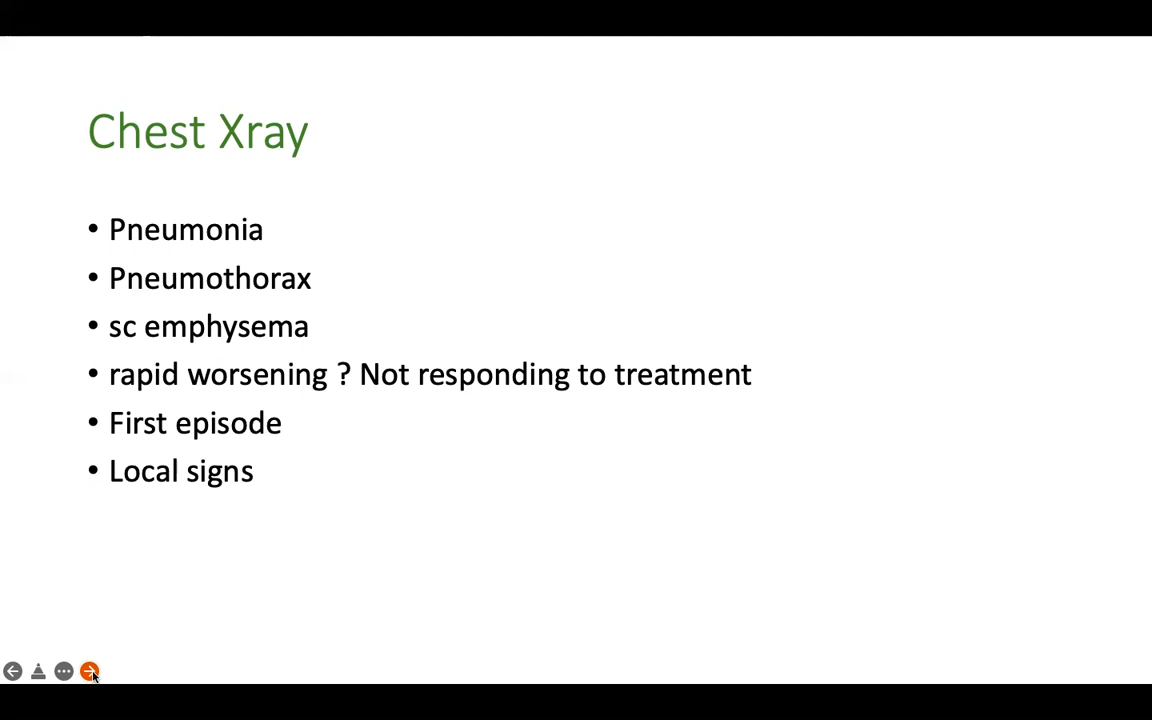 Chest Xray
• Pneumonia
• Pneumothorax
• sc emphysema
• rapid worsening ? Not responding to treatment
• First episode
• Local signs